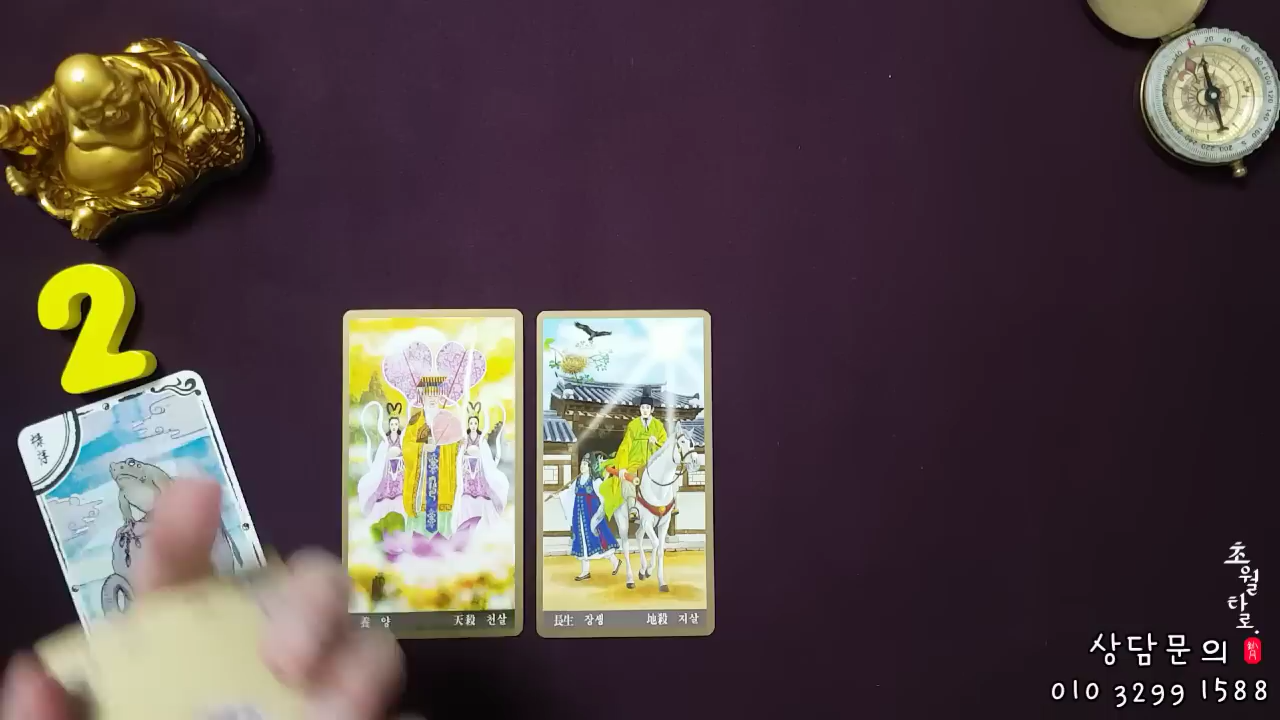 2
養 양 天殺 천살
長生 장생 地殺 지살
초월타로.
상담문의
010 3299 1588